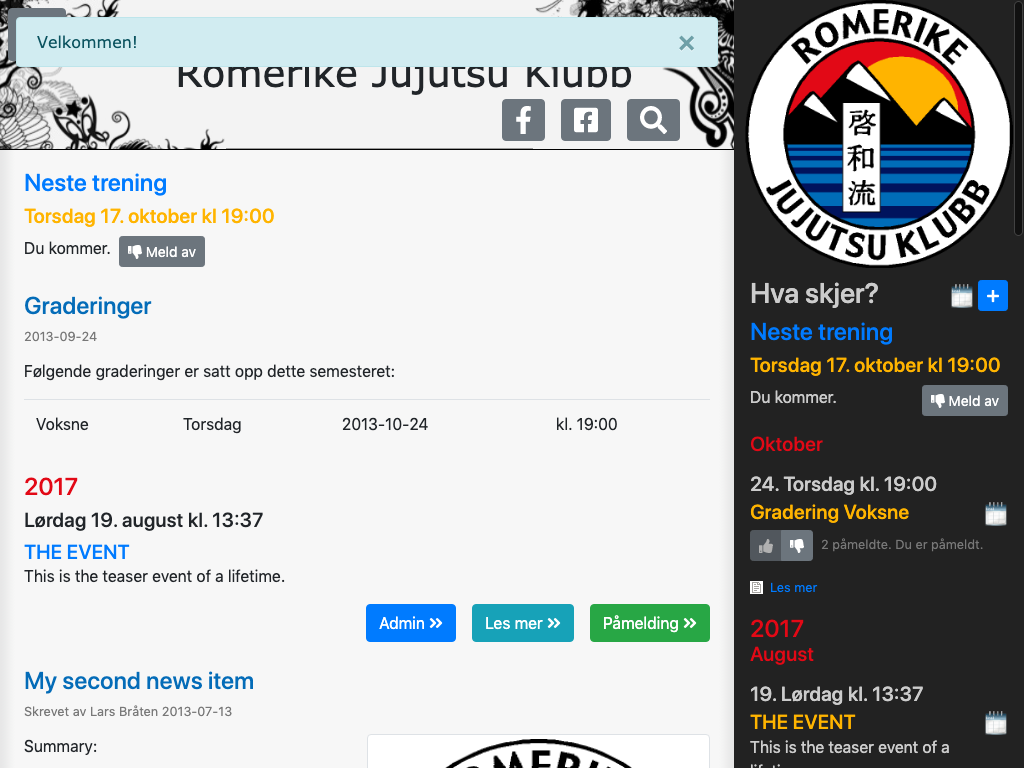 Velkommen!
×
Romerike Jujutsu Klubb
Neste trening
Torsdag 17. oktober kl 19:00
Du kommer. Meld av
Graderinger
2013-09-24
Følgende graderinger er satt opp dette semesteret:
Voksne Torsdag 2013-10-24 kl. 19:00
2017
Lørdag 19. august kl. 13:37
THE EVENT
This is the teaser event of a lifetime.
Admin Les mer Påmelding
My second news item
Skrevet av Lars Bråten 2013-07-13
Summary:
ROMERIKE
ROMERIKE
啓和流
JUJUTSU KLUBB
Hva skjer?
Neste trening
Torsdag 17. oktober kl 19:00
Du kommer. Meld av
Oktober
24. Torsdag kl. 19:00
Gradering Voksne
2 påmeldte. Du er påmeldt.
Les mer
2017
August
19. Lørdag kl. 13:37
THE EVENT
This is the teaser event of a
lifetime.